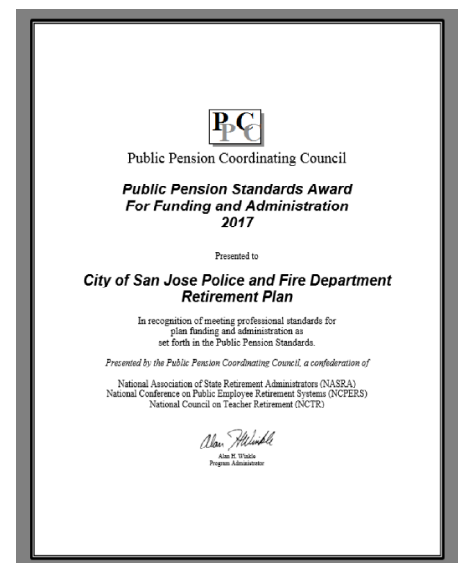 PPCC
Public Pension Coordinating Council
Public Pension Standards Award
For Funding and Administration
2017
Presented to
City of San Jose Police and Fire Department
Retirement Plan
In recognition of meeting professional standards for
plan funding and administration as
set forth in the Public Pension Standards.
Presented by the Public Pension Coordinating Council, a confederation of
National Association of State Retirement Administrators (NASRA)
National Conference on Public Employee Retirement Systems (NCPERS)
National Council on Teacher Retirement (NCTR)
Alan H. Winkle
Alan H. Winkle
Program Administrator